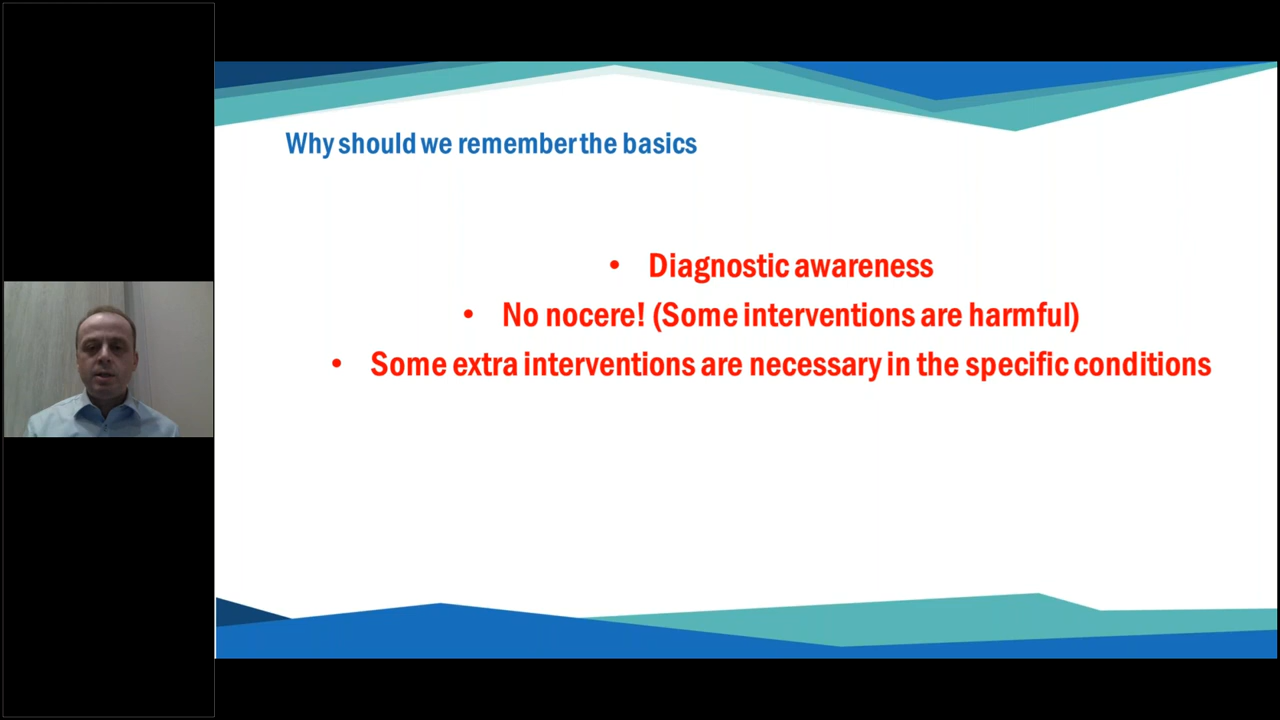 Why should we remember the basics
• Diagnostic awareness
• No nocere! (Some interventions are harmful)
• Some extra interventions are necessary in the specific conditions